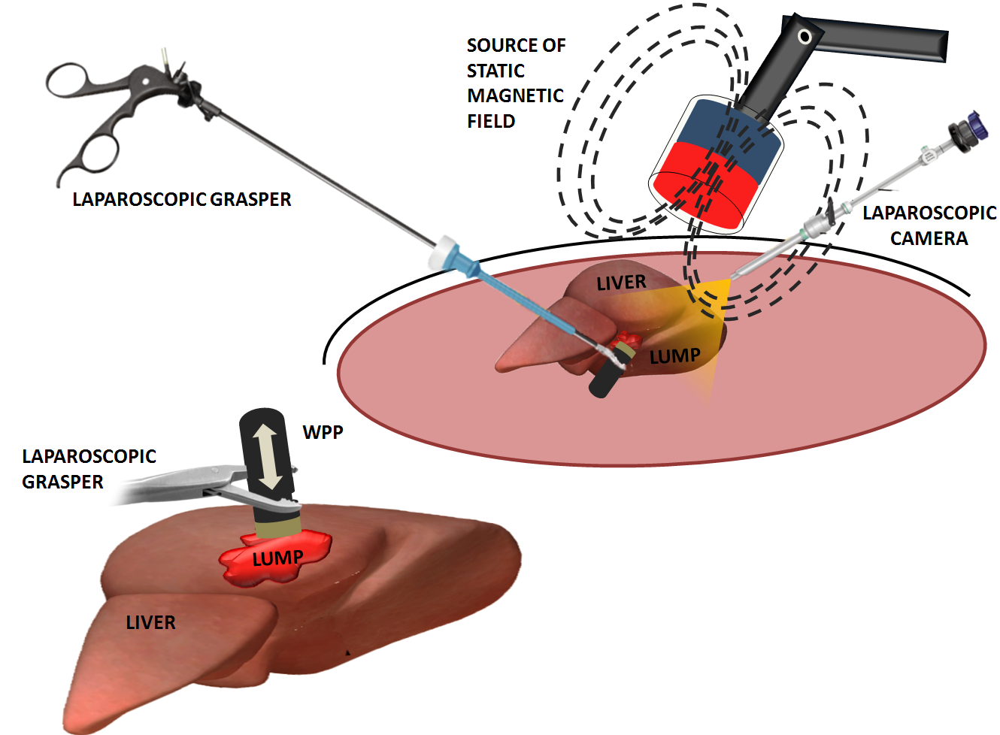 SOURCE OF
STATIC
MAGNETIC
FIELD
LAPAROSCOPIC GRASPER
LAPAROSCOPIC
CAMERA
LIVER
LUMP
WPP
LAPAROSCOPIC
GRASPER
LUMP
LIVER